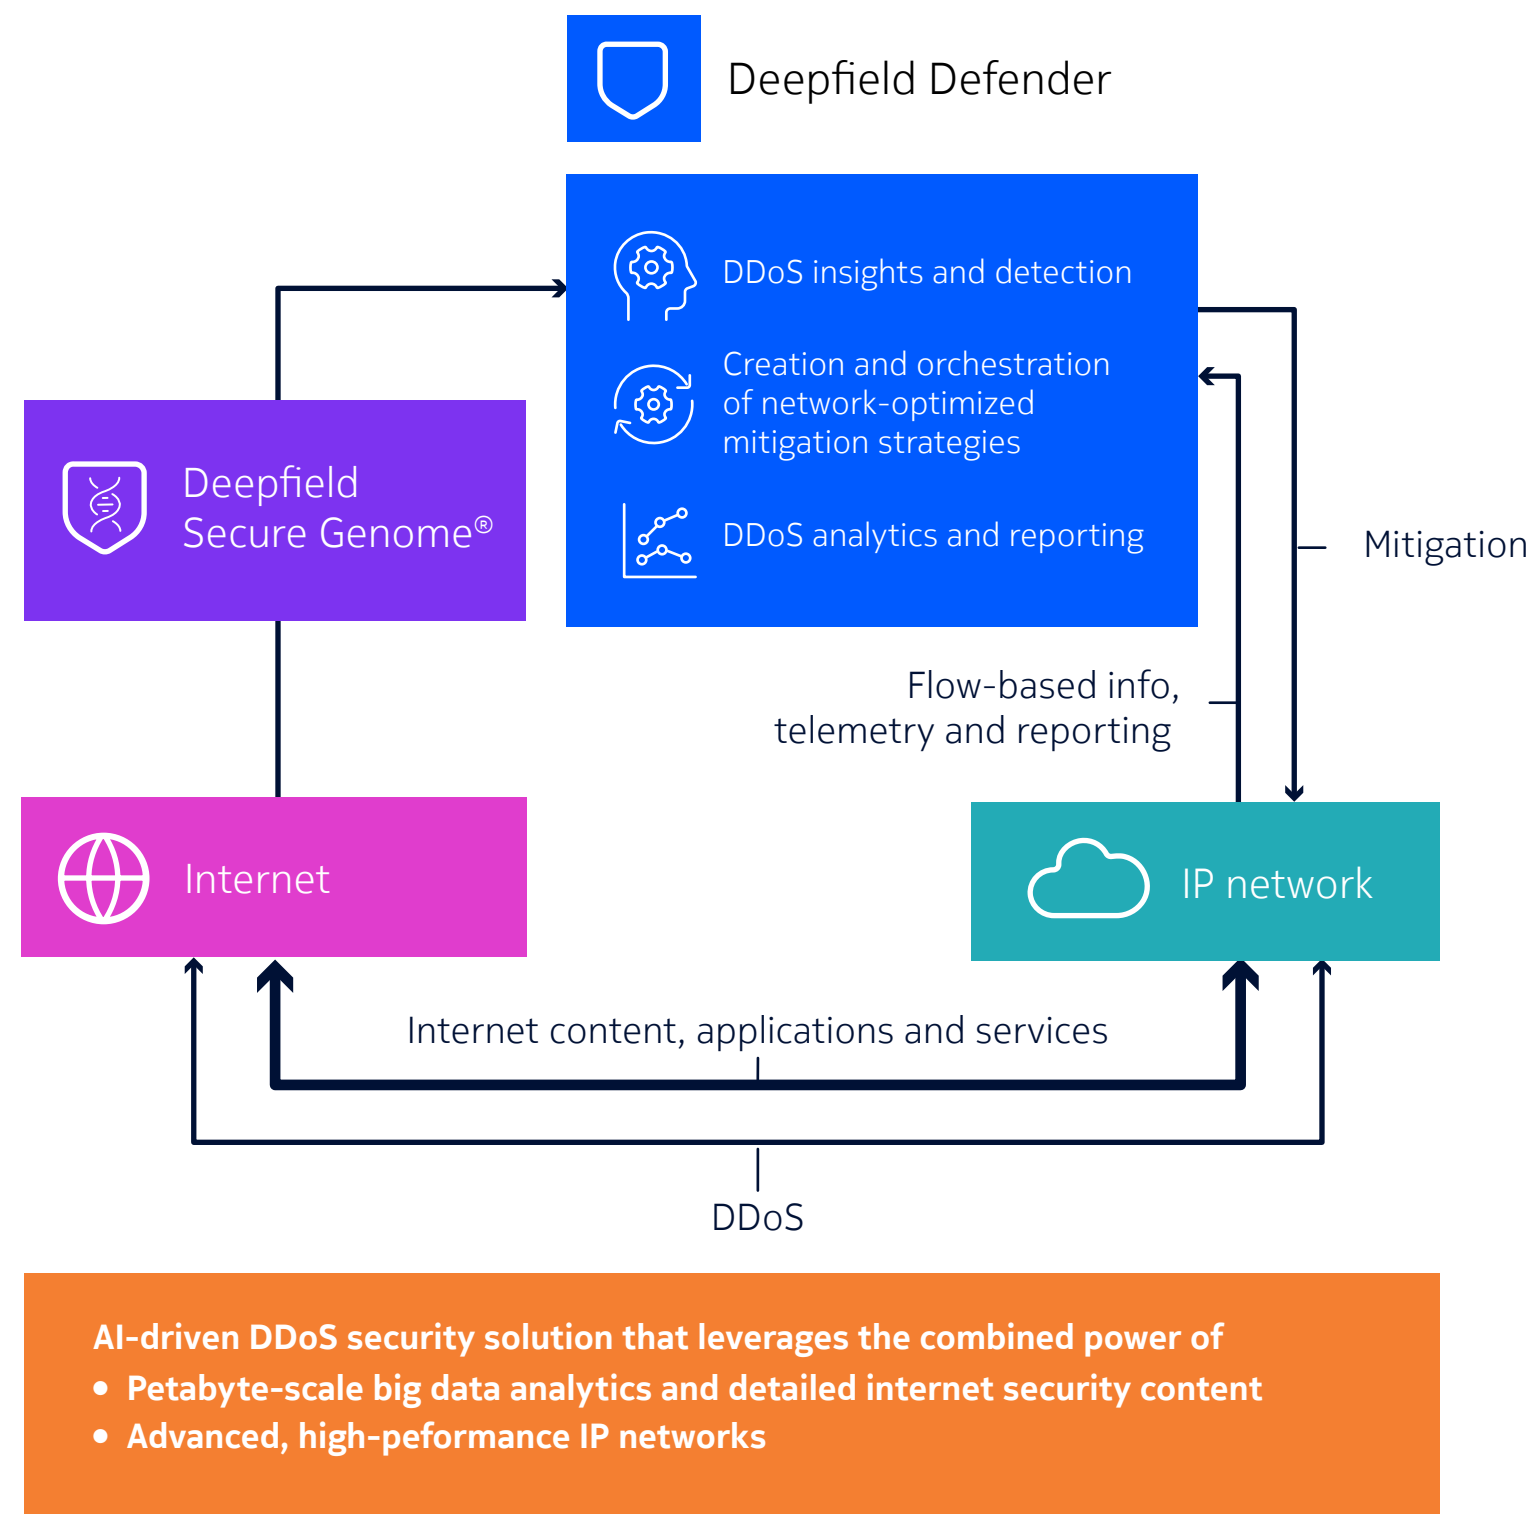 Deepfield Defender
DDoS insights and detection
Creation and orchestration
of network-optimized
mitigation strategies
DDoS analytics and reporting
Deepfield
Secure Genome®
Mitigation
Flow-based info,
telemetry and reporting
Internet
IP network
Internet content, applications and services
DDoS
AI-driven DDoS security solution that leverages the combined power of
• Petabyte-scale big data analytics and detailed internet security content
• Advanced, high-peformance IP networks